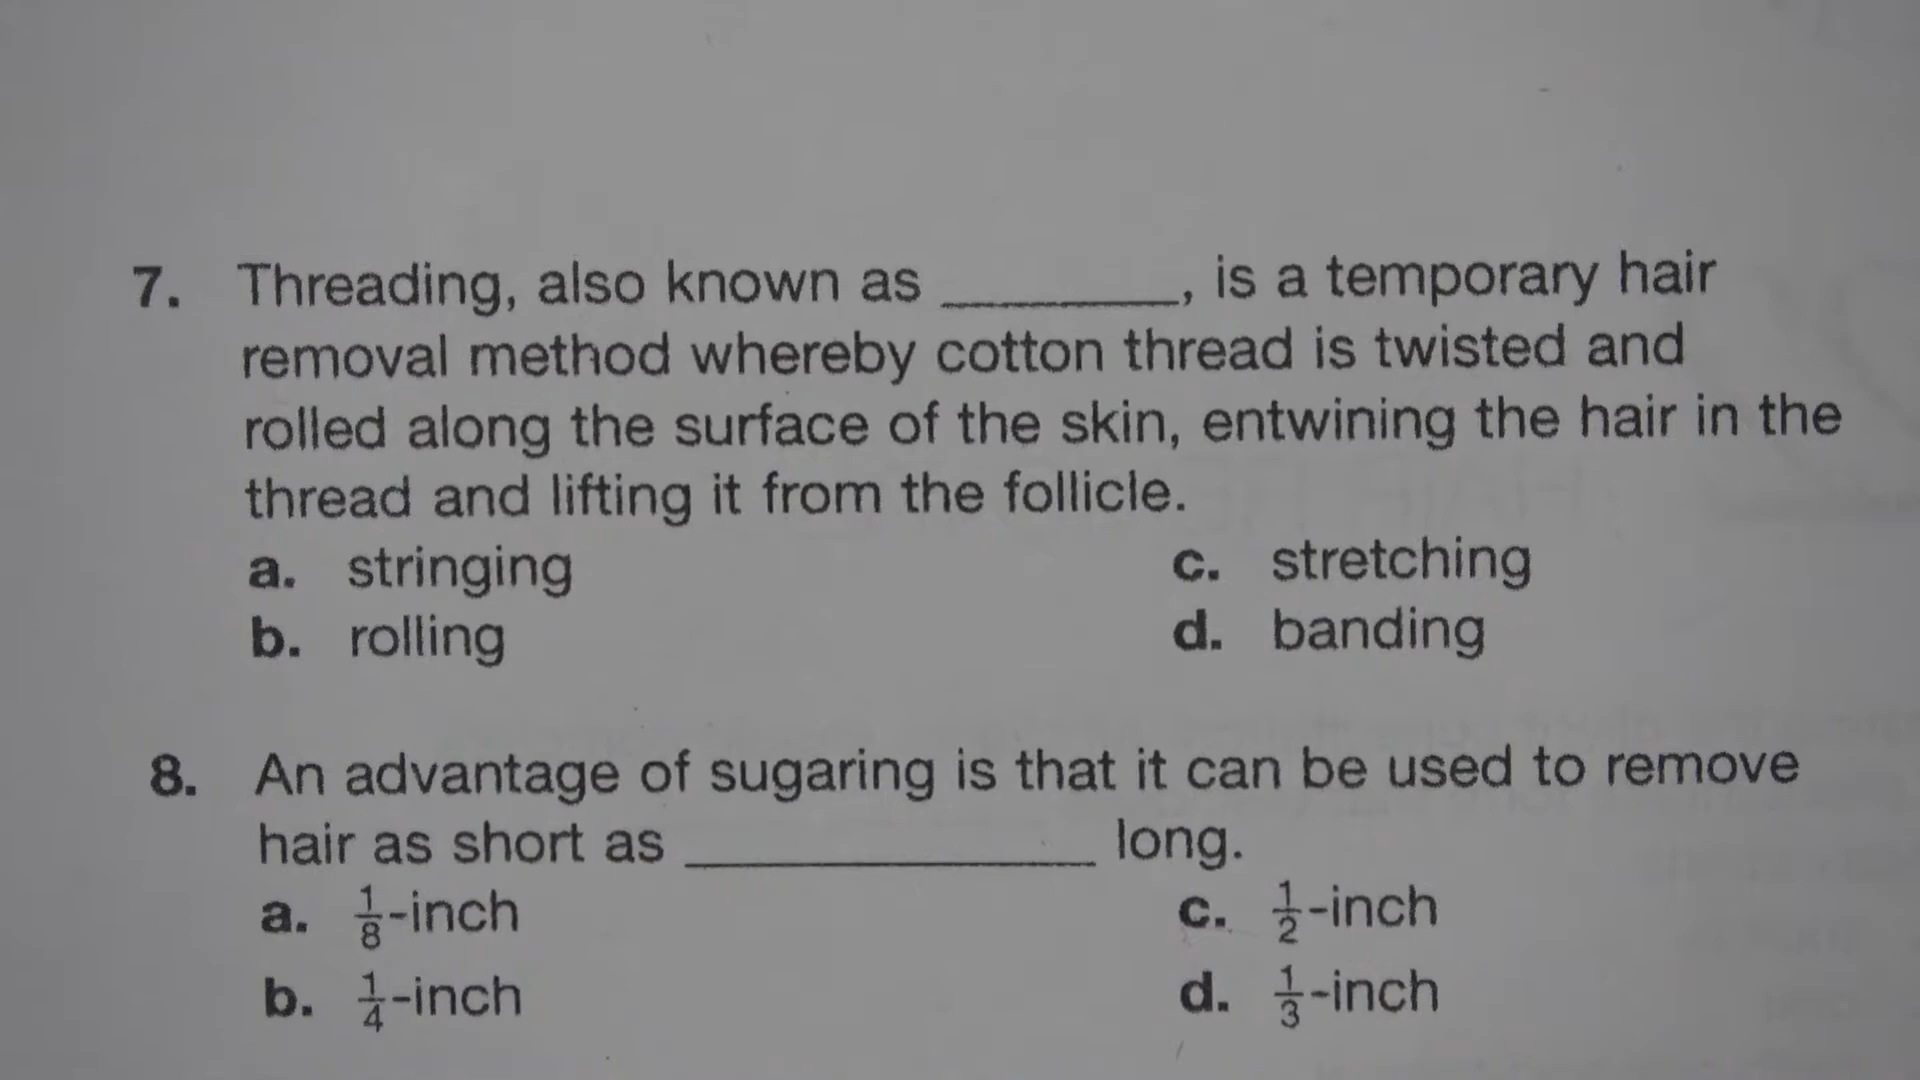 7. Threading, also known as ________, is a temporary hair
removal method whereby cotton thread is twisted and
rolled along the surface of the skin, entwining the hair in the
thread and lifting it from the follicle.
a. stringing
b. rolling
c. stretching
d. banding
8. An advantage of sugaring is that it can be used to remove
hair as short as ______________ long.
a. 1/8-inch
b. 1/4-inch
c. 1/2-inch
d. 1/3-inch